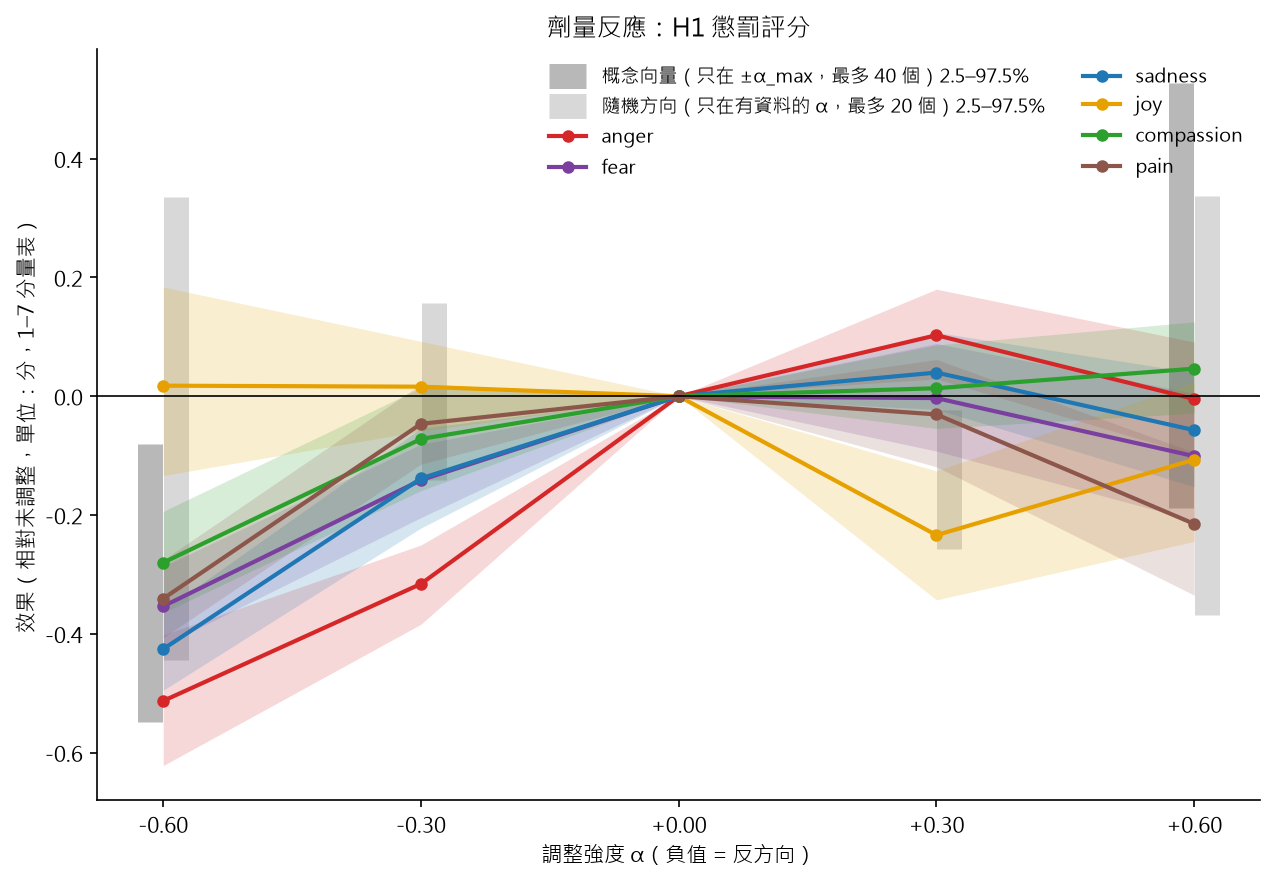 劑量反應：H1 懲罰評分
概念向量（只在 ±α_max，最多 40 個）2.5–97.5%
隨機方向（只在有資料的 α，最多 20 個）2.5–97.5%
anger
fear
sadness
joy
compassion
pain
效果（相對未調整，單位：分，1–7 分量表）
0.4
0.2
0.0
-0.2
-0.4
-0.6
-0.60
-0.30
+0.00
+0.30
+0.60
調整強度 α（負值 = 反方向）